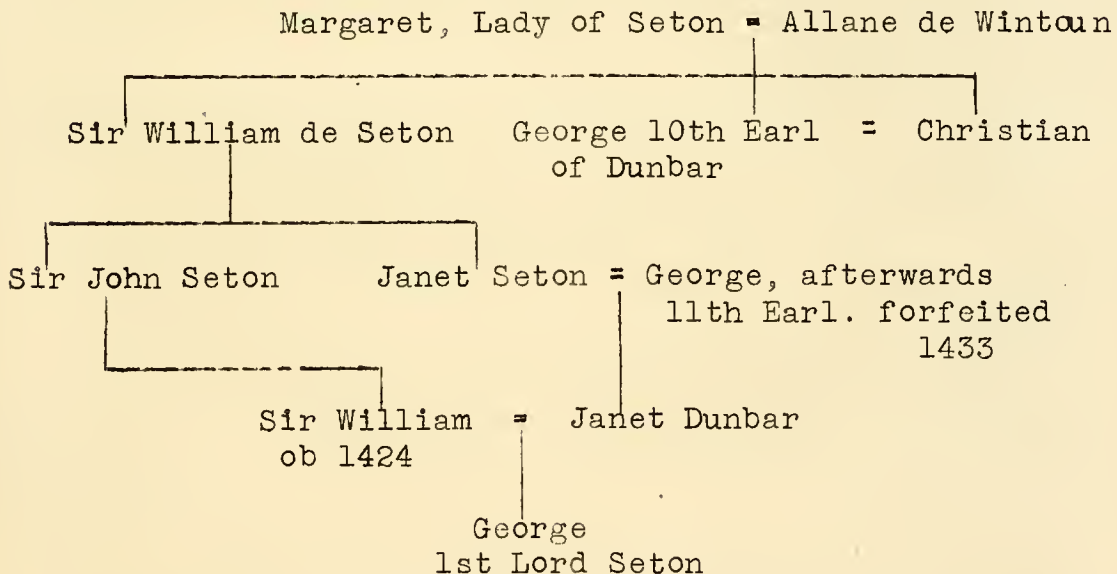 Margaret, Lady of Seton = Allane de Wintoun
Sir William de Seton George 10th Earl = Christian
of Dunbar
Sir John Seton Janet Seton = George, afterwards
11th Earl. forfeited
1433
Sir William = Janet Dunbar
ob 1424
George
1st Lord Seton